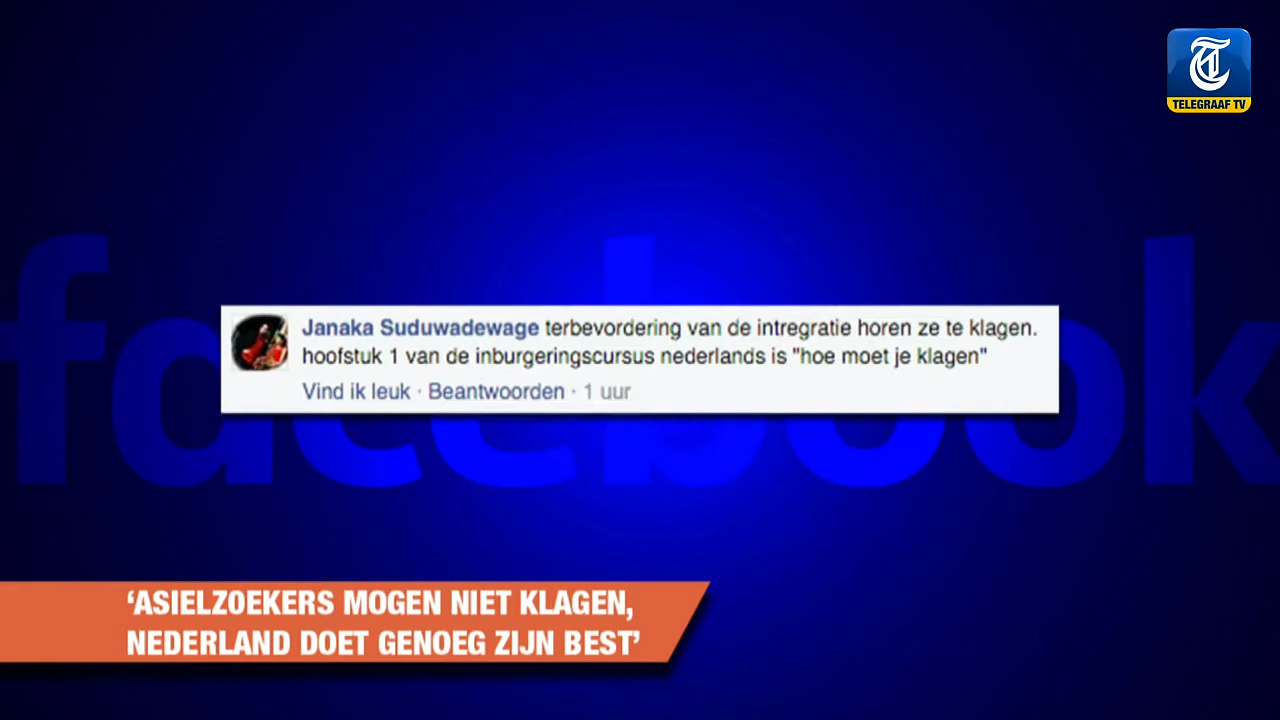 TELEGRAAF TV
facebook
Janaka Suduwadewage terbevordering van de intregratie horen ze te klagen.
hoofstuk 1 van de inburgeringscursus nederlands is "hoe moet je klagen"
Vind ik leuk · Beantwoorden · 1 uur
‘ASIELZOEKERS MOGEN NIET KLAGEN,
NEDERLAND DOET GENOEG ZIJN BEST’